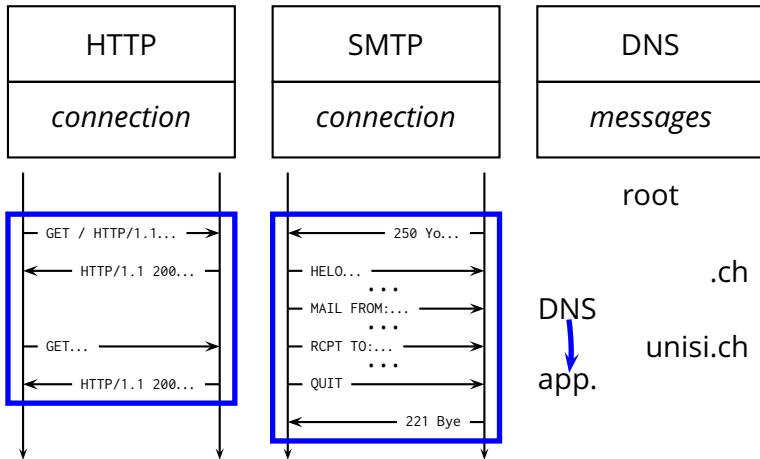 HTTP
connection
GET / HTTP/1.1...
HTTP/1.1 200...
GET...
HTTP/1.1 200...
SMTP
connection
250 Yo...
HELO...
...
MAIL FROM:...
...
RCPT TO:...
...
QUIT
221 Bye
DNS
messages
root
.ch
DNS
unisi.ch
app.